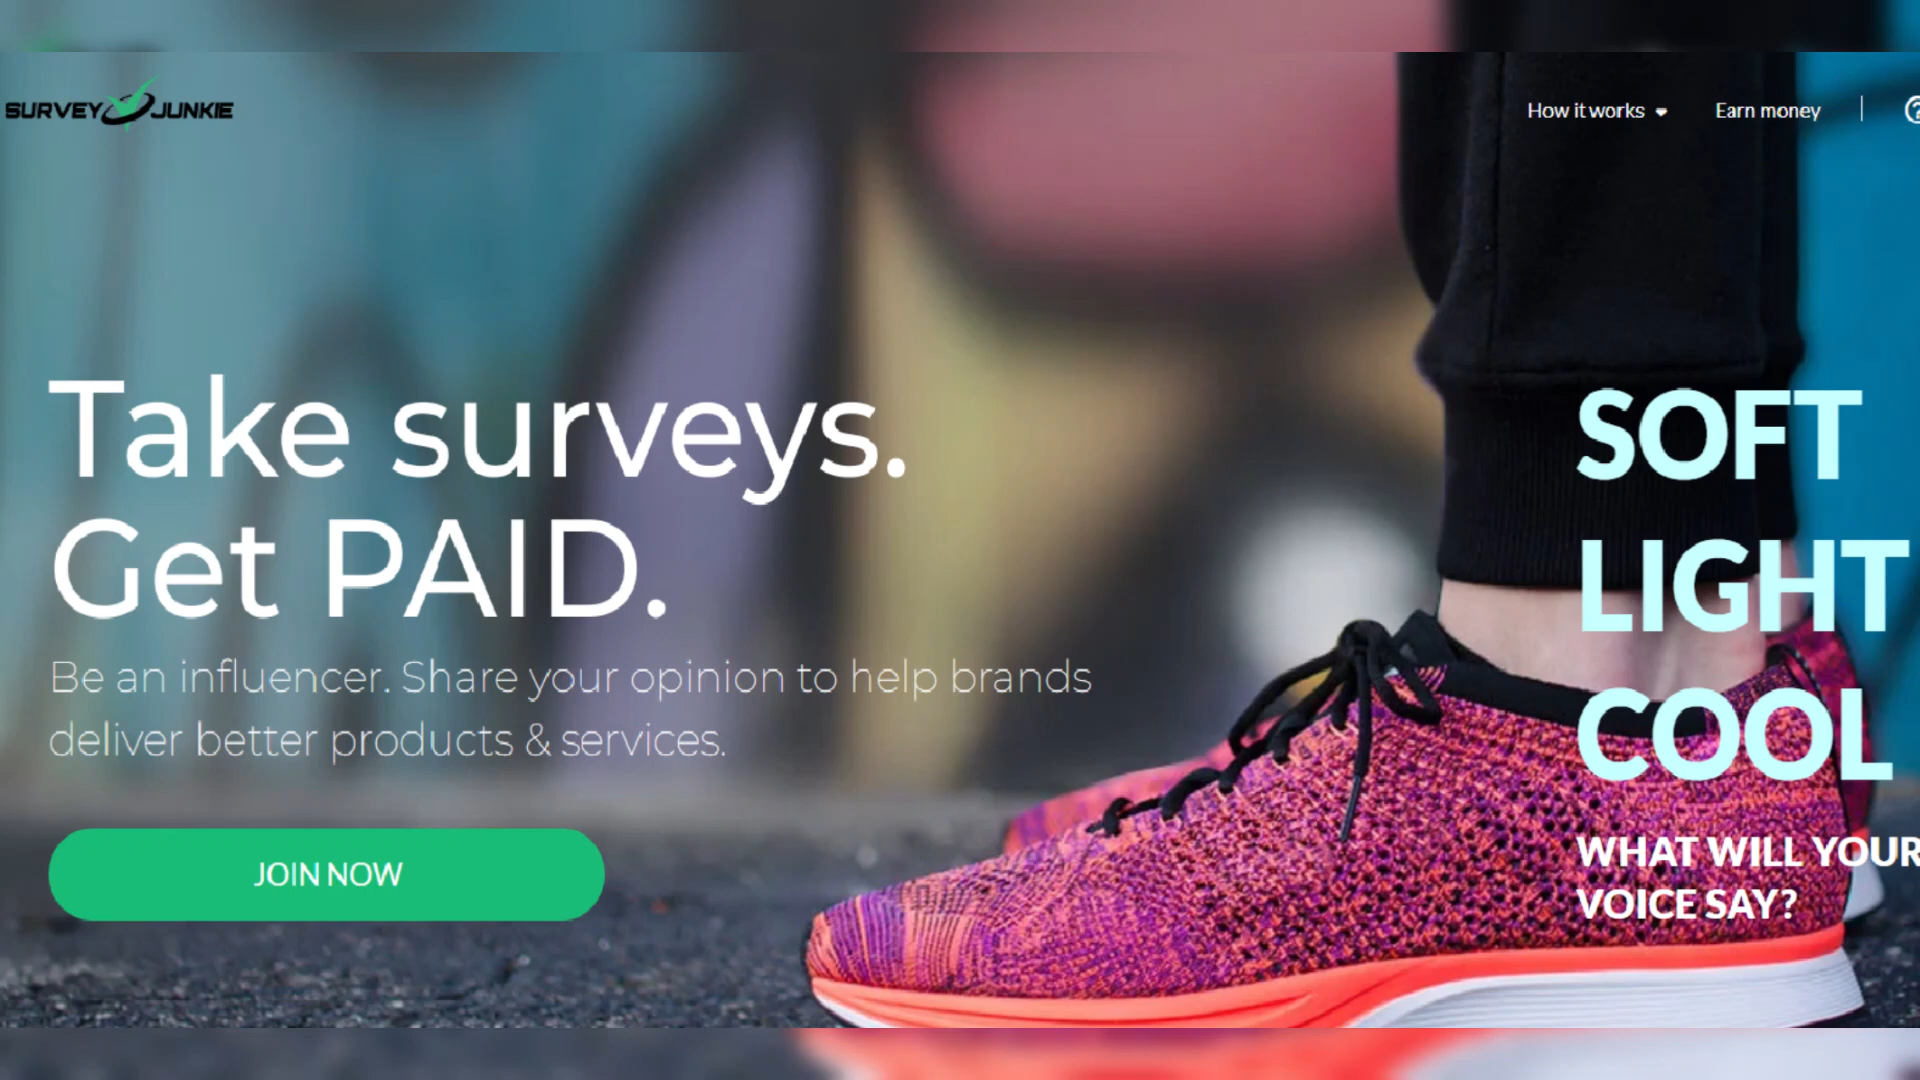 SURVEY JUNKIE
How it works
Earn money
Take surveys.
Get PAID.
Be an influencer. Share your opinion to help brands
deliver better products & services.
JOIN NOW
SOFT
LIGHT
COOL
WHAT WILL YOUR
VOICE SAY?